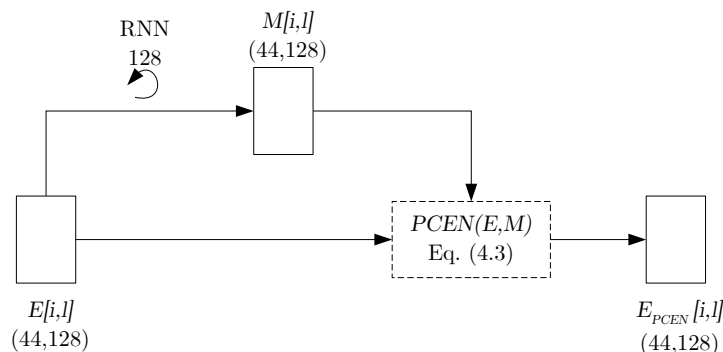 RNN
128
M[i,l]
(44,128)
PCEN(E,M)
Eq. (4.3)
E[i,l]
(44,128)
E_PCEN[i,l]
(44,128)